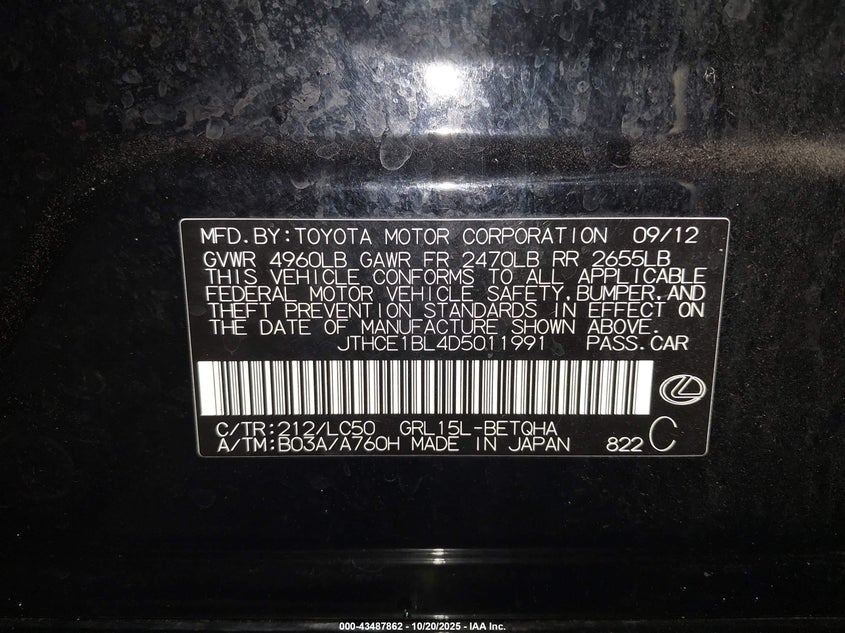 MFD.BY:TOYOTA MOTOR CORPORATION 09/12
GVWR 4960LB GAWR FR 2470LB RR 2655LB
THIS VEHICLE CONFORMS TO ALL APPLICABLE
FEDERAL MOTOR VEHICLE SAFETY,BUMPER,AND
THEFT PREVENTION STANDARDS IN EFFECT ON
THE DATE OF MANUFACTURE SHOWN ABOVE.
JTHCE1BL4D5011991 PASS.CAR
C/TR:212/LC50 GRL15L-BETQHA
A/TM:B03A/A760H MADE IN JAPAN 822 C
000-43487862 - 10/20/2025 - IAA Inc.